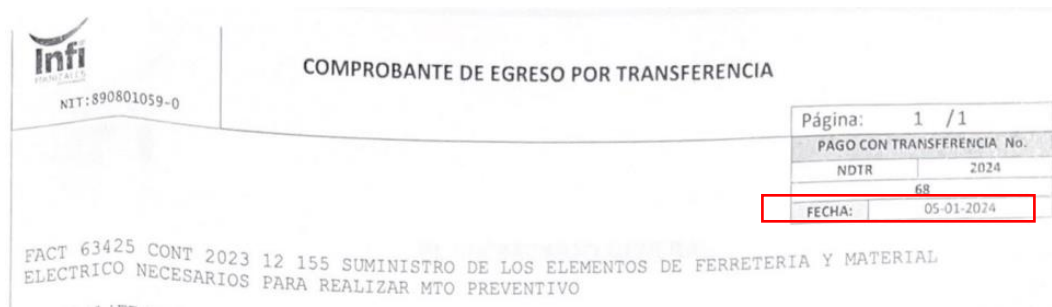 Infi
MANIZALES
NIT:890801059-0
COMPROBANTE DE EGRESO POR TRANSFERENCIA
Página: 1 /1
PAGO CON TRANSFERENCIA No.
NDTR 2024
68
FECHA: 05-01-2024
FACT 63425 CONT 2023 12 155 SUMINISTRO DE LOS ELEMENTOS DE FERRETERIA Y MATERIAL
ELECTRICO NECESARIOS PARA REALIZAR MTO PREVENTIVO